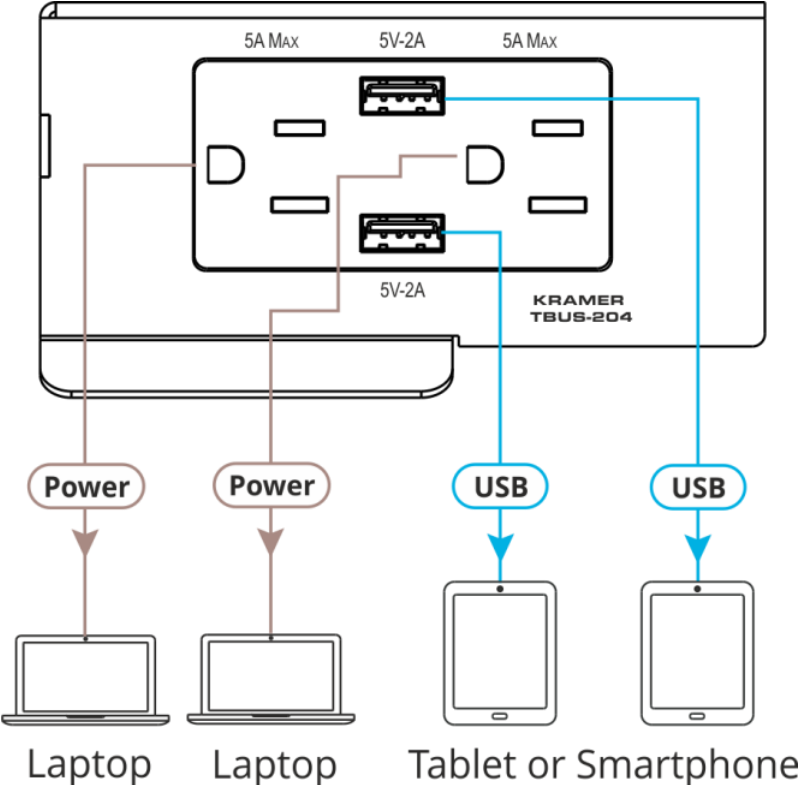 5A MAX 5V-2A 5A MAX
5V-2A
KRAMER
TBUS-204
Power Power USB USB
Laptop Laptop Tablet or Smartphone